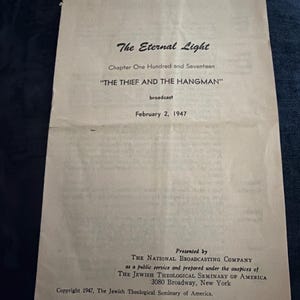 The Eternal Light
Chapter One Hundred and Seventeen
"THE THIEF AND THE HANGMAN"
broadcast
February 2, 1947
Presented by
THE NATIONAL BROADCASTING COMPANY
as a public service and prepared under the auspices of
THE JEWISH THEOLOGICAL SEMINARY OF AMERICA
3080 Broadway, New York
Copyright 1947, The Jewish Theological Seminary of America.